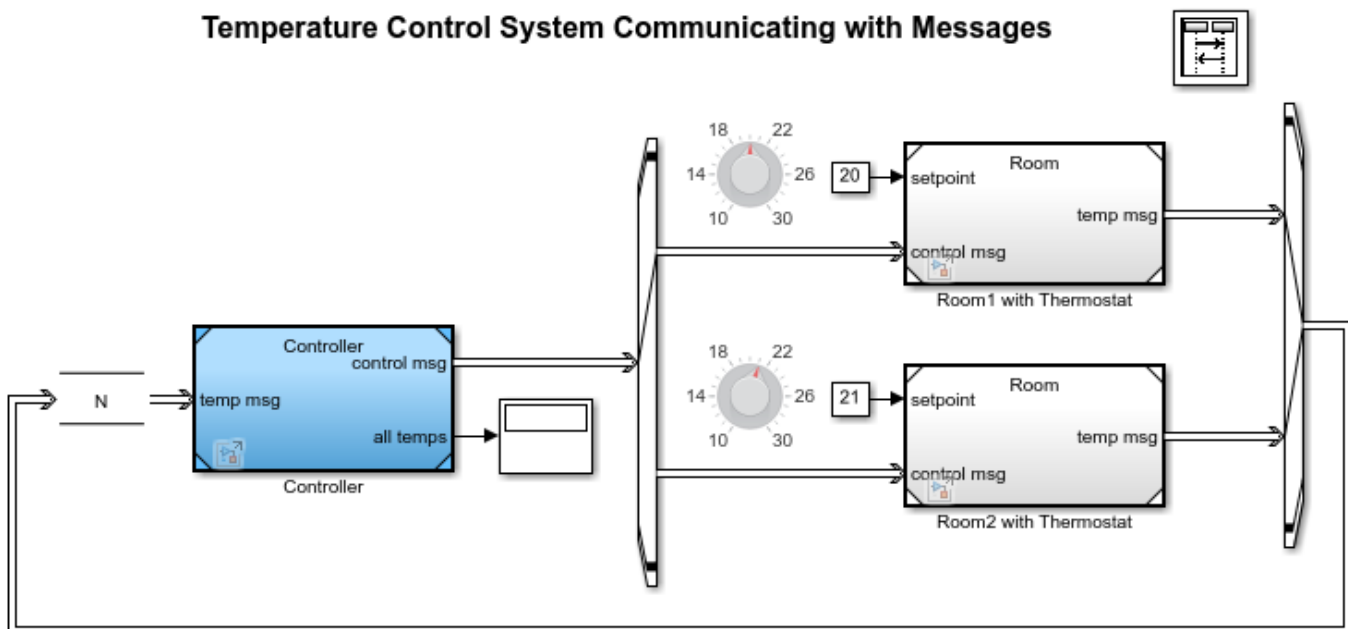 Temperature Control System Communicating with Messages
18 22
14 26
10 30
20
Room
setpoint
temp msg
control msg
Room1 with Thermostat
Controller
control msg
temp msg
all temps
Controller
N
18 22
14 26
10 30
21
Room
setpoint
temp msg
control msg
Room2 with Thermostat